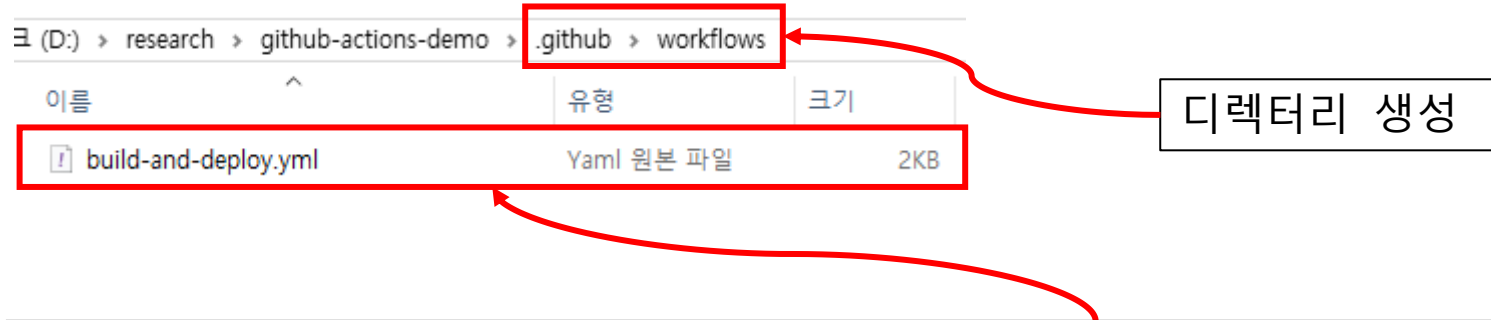 크 (D:) > research > github-actions-demo > .github > workflows
이름 유형 크기
디렉터리 생성
build-and-deploy.yml Yaml 원본 파일 2KB